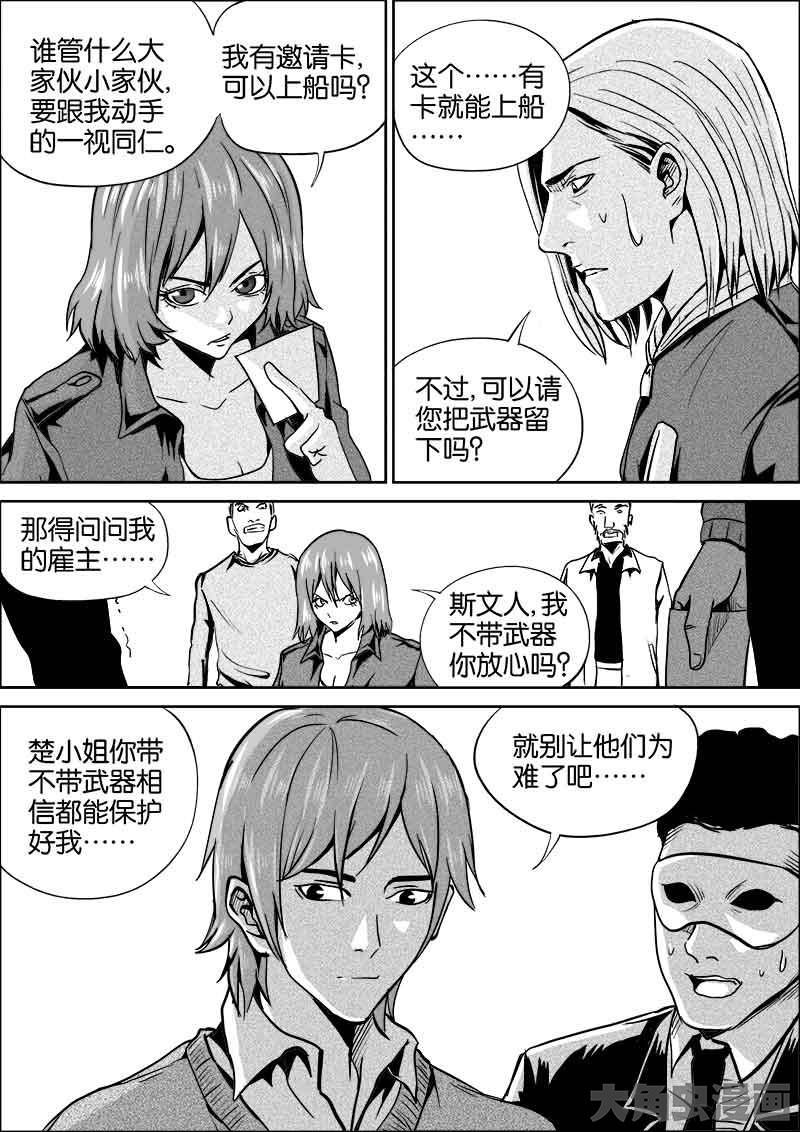 谁管什么大
家伙小家伙,
要跟我动手
的一视同仁。
我有邀请卡,
可以上船吗?
这个……有
卡就能上船
……
不过,可以请
您把武器留
下吗?
那得问问我
的雇主……
斯文人,我
不带武器
你放心吗?
楚小姐你带
不带武器相
信都能保护
好我……
就别让他们为
难了吧……
大角虫漫画